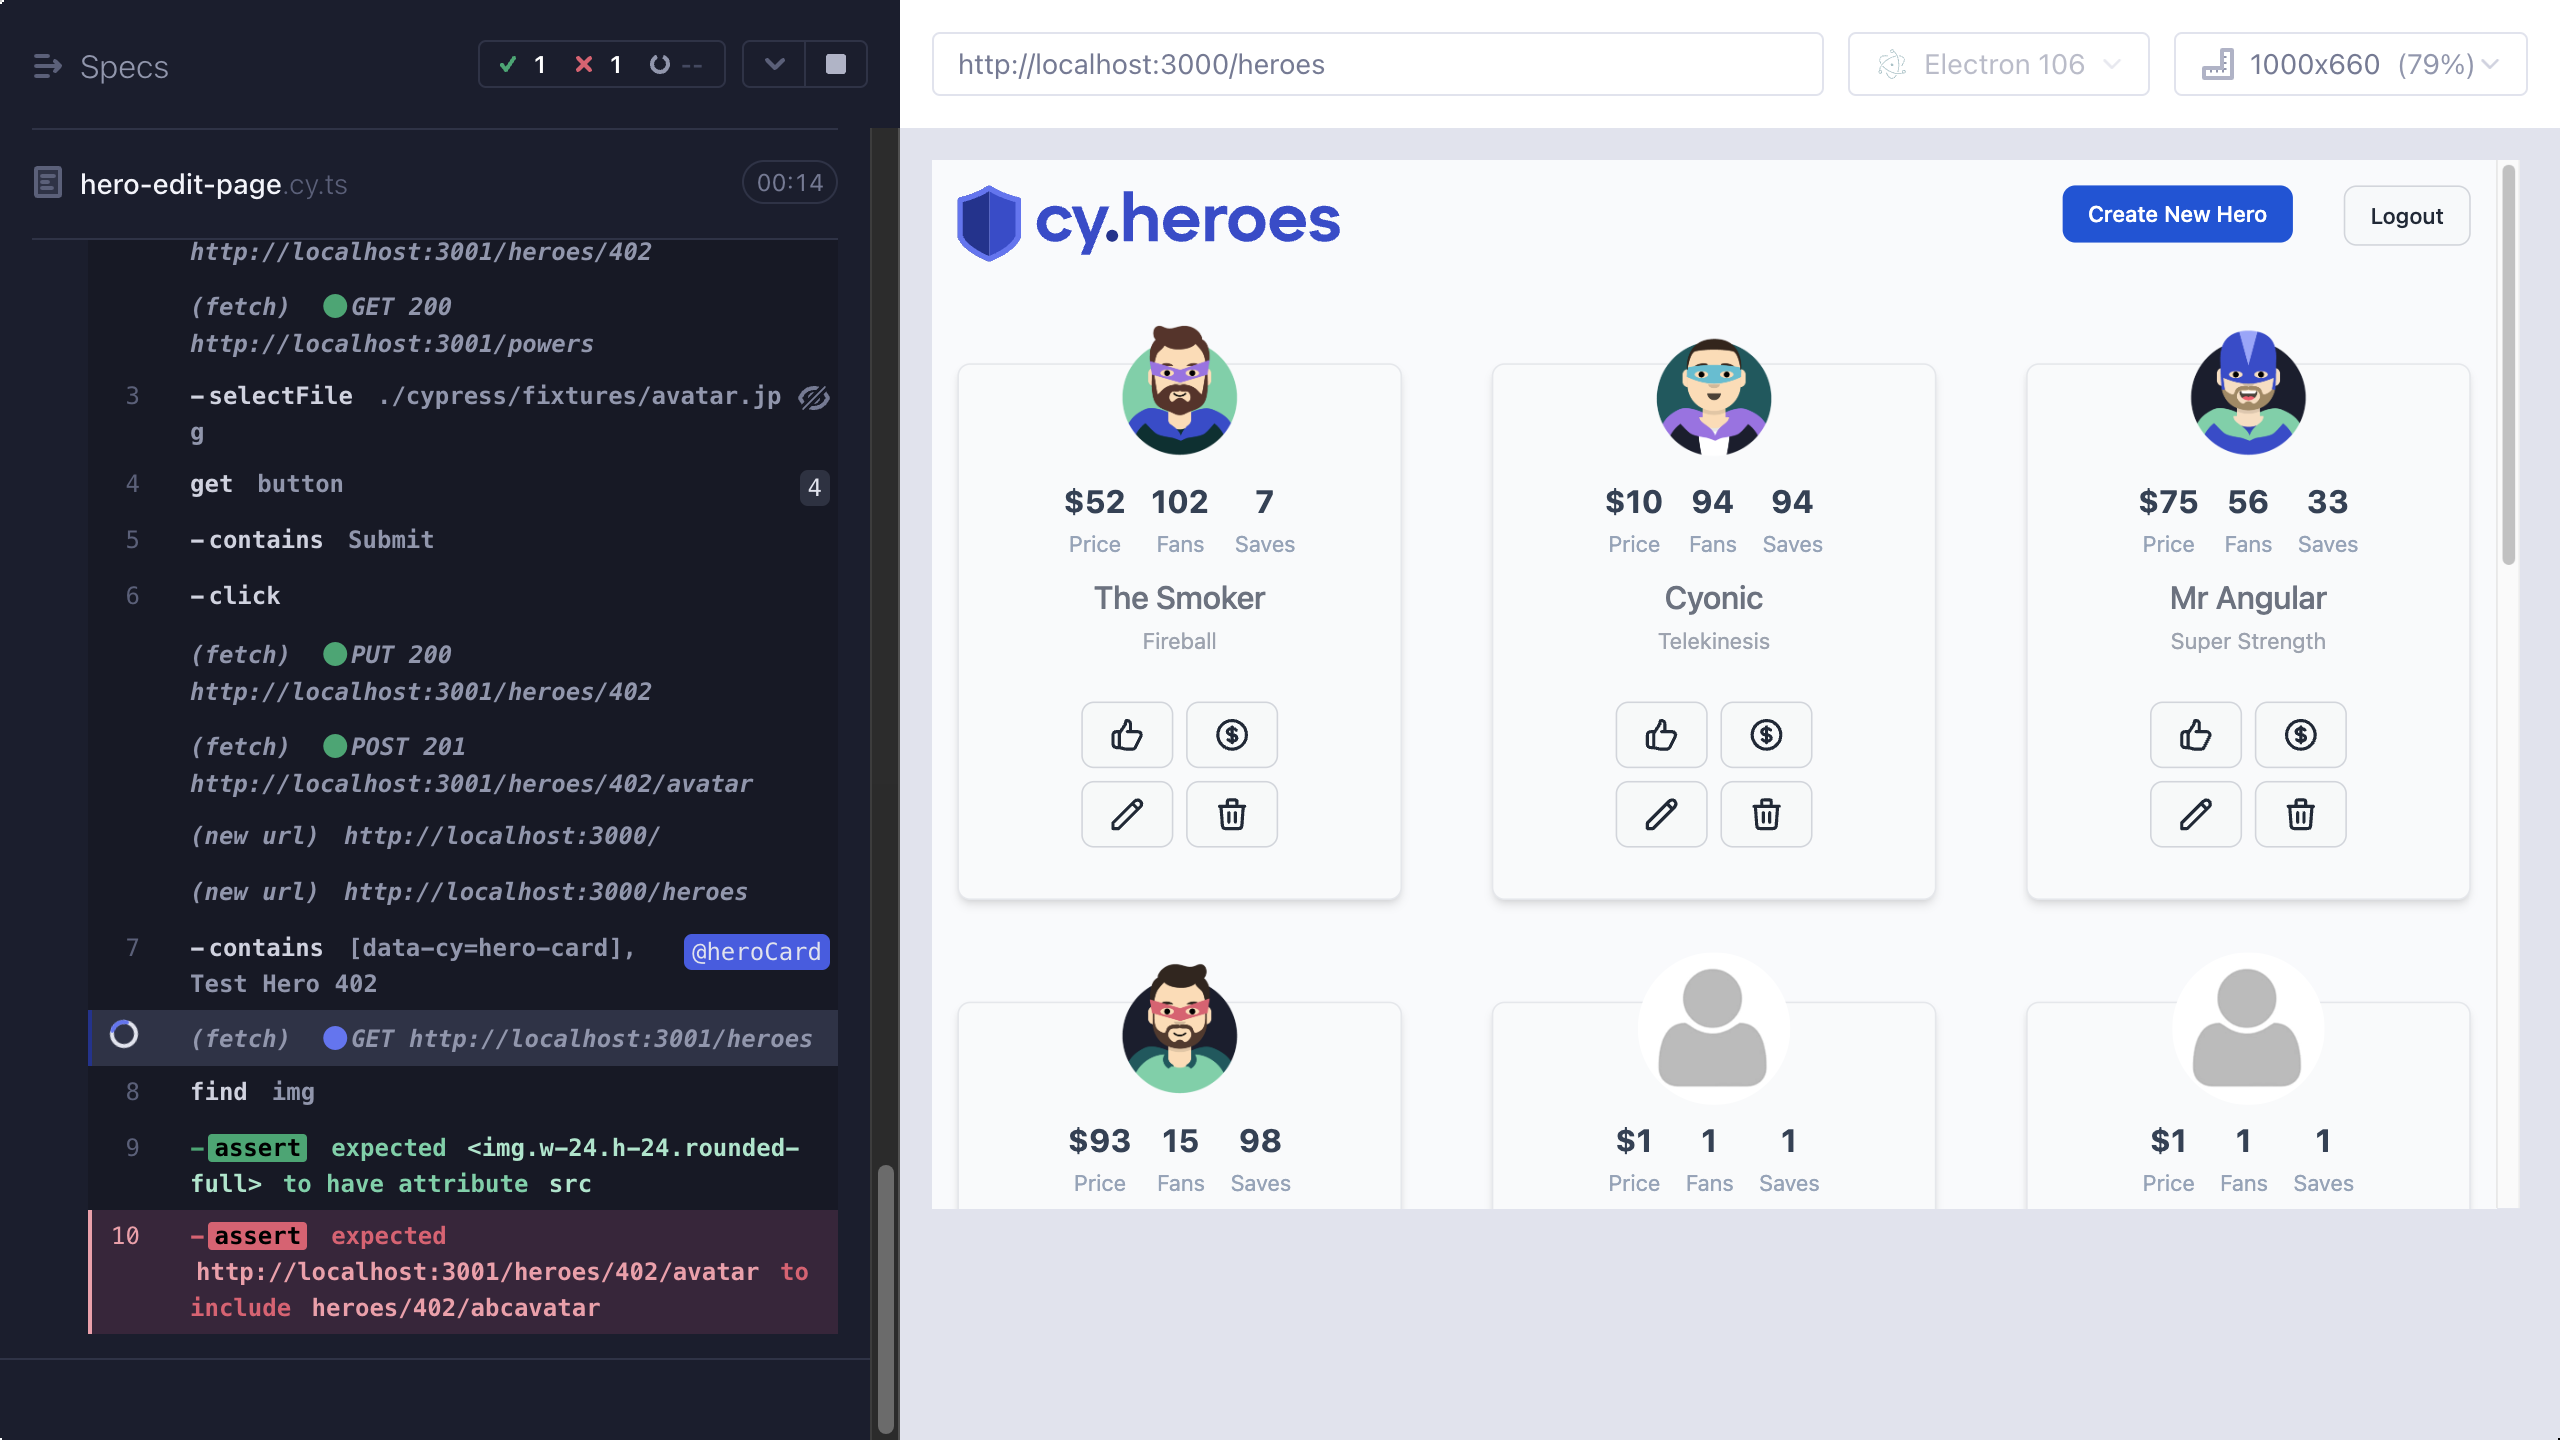 Specs
1
1
--
hero-edit-page.cy.ts
00:14
http://localhost:3001/heroes/402
(fetch) GET 200
http://localhost:3001/powers
3 -selectFile ./cypress/fixtures/avatar.jp
g
4 get button 4
5 -contains Submit
6 -click
(fetch) PUT 200
http://localhost:3001/heroes/402
(fetch) POST 201
http://localhost:3001/heroes/402/avatar
(new url) http://localhost:3000/
(new url) http://localhost:3000/heroes
7 -contains [data-cy=hero-card], @heroCard
Test Hero 402
(fetch) GET http://localhost:3001/heroes
8 find img
9 -assert expected <img.w-24.h-24.rounded-
full> to have attribute src
10 -assert expected
http://localhost:3001/heroes/402/avatar to
include heroes/402/abcavatar
http://localhost:3000/heroes
Electron 106
1000x660 (79%)
cy.heroes
Create New Hero
Logout
$52 102 7
Price Fans Saves
The Smoker
Fireball
$10 94 94
Price Fans Saves
Cyonic
Telekinesis
$75 56 33
Price Fans Saves
Mr Angular
Super Strength
$93 15 98
Price Fans Saves
$1 1 1
Price Fans Saves
$1 1 1
Price Fans Saves